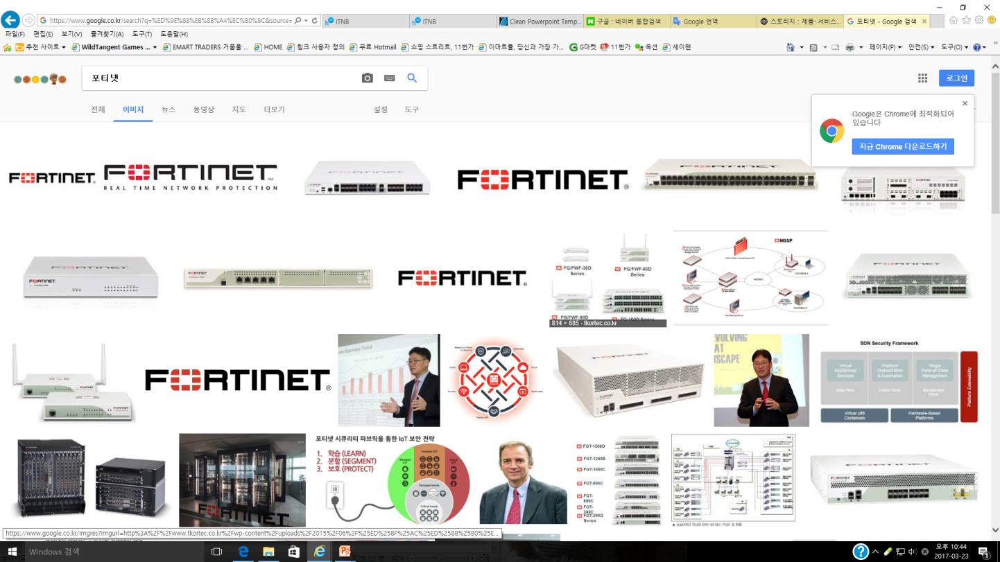 https://www.google.co.kr/search?q=%ED%9E%88%EB%8B%A4%EC%B0%8C&source=
ITNB
ITNB
Clean Powerpoint Temp...
구글 : 네이버 통합검색
Google 번역
스토리지 : 제품·서비스...
포티넷 - Google 검색
파일(F) 편집(E) 보기(V) 즐겨찾기(A) 도구(T) 도움말(H)
추천 사이트
WildTangent Games ...
EMART TRADERS 거품을 ...
HOME
링크 사용자 정의
무료 Hotmail
쇼핑 스트리트, 11번가
이마트몰, 당신과 가장 가...
G마켓
11번가
옥션
세이펜
페이지(P) 안전(S) 도구(O)
포티넷
로그인
전체 이미지 뉴스 동영상 지도 더보기 설정 도구
Google은 Chrome에 최적화되어
있습니다
지금 Chrome 다운로드하기
FORTINET
FORTINET
REAL TIME NETWORK PROTECTION
FORTINET
FORTINET
FG/FWF-30D
Series
FG/FWF-60D
Series
FG/FWF-90D
814 × 685 - tkortec.co.kr
MSSP
FORTINET
SDN Security Framework
Virtual
Appliances/
Services
Platform
Orchestration
& Automation
Single
Pane-of-Glass
Management
Data Plane
Control Plane
Management
Plane
Platform Extensibility
Virtual x86
Containers
Hardware-Based
Platforms
FORTINET
포티넷 시큐리티 파브릭을 통한 IoT 보안 전략
1. 학습 (LEARN)
2. 분할 (SEGMENT)
3. 보호 (PROTECT)
FGT-1500D
FGT-1240B
FGT-1000C
FGT-800C
FGT-600C
FGT-300C
FGT-200D
Series
https://www.google.co.kr/imgres?imgurl=http%3A%2F%2Fwww.tkortec.co.kr%2Fwp-content%2Fuploads%2F2015%2F06%2F%25ED%258F%25AC%25ED%258B%25B0%25E...
Windows 검색
오후 10:44
2017-03-23